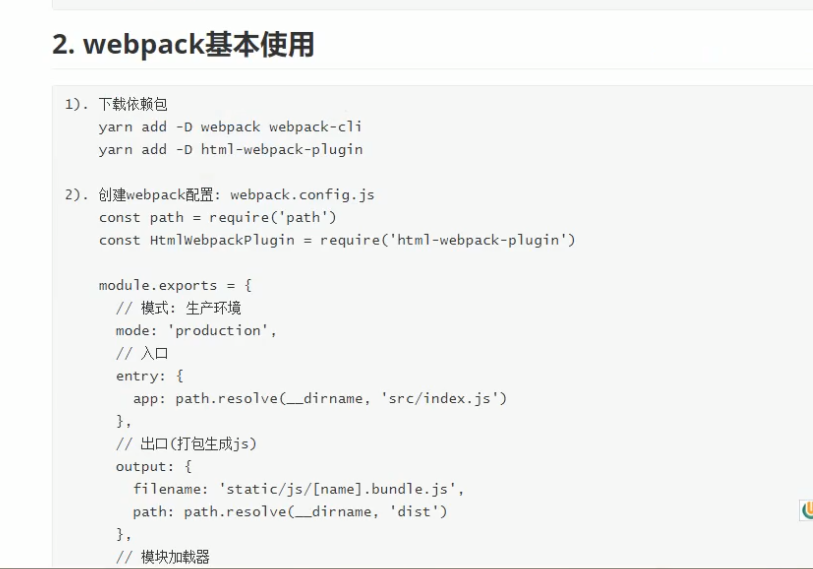 2. webpack基本使用
1). 下载依赖包
yarn add -D webpack webpack-cli
yarn add -D html-webpack-plugin
2). 创建webpack配置: webpack.config.js
const path = require('path')
const HtmlWebpackPlugin = require('html-webpack-plugin')
module.exports = {
// 模式: 生产环境
mode: 'production',
// 入口
entry: {
app: path.resolve(__dirname, 'src/index.js')
},
// 出口(打包生成js)
output: {
filename: 'static/js/[name].bundle.js',
path: path.resolve(__dirname, 'dist')
},
// 模块加载器